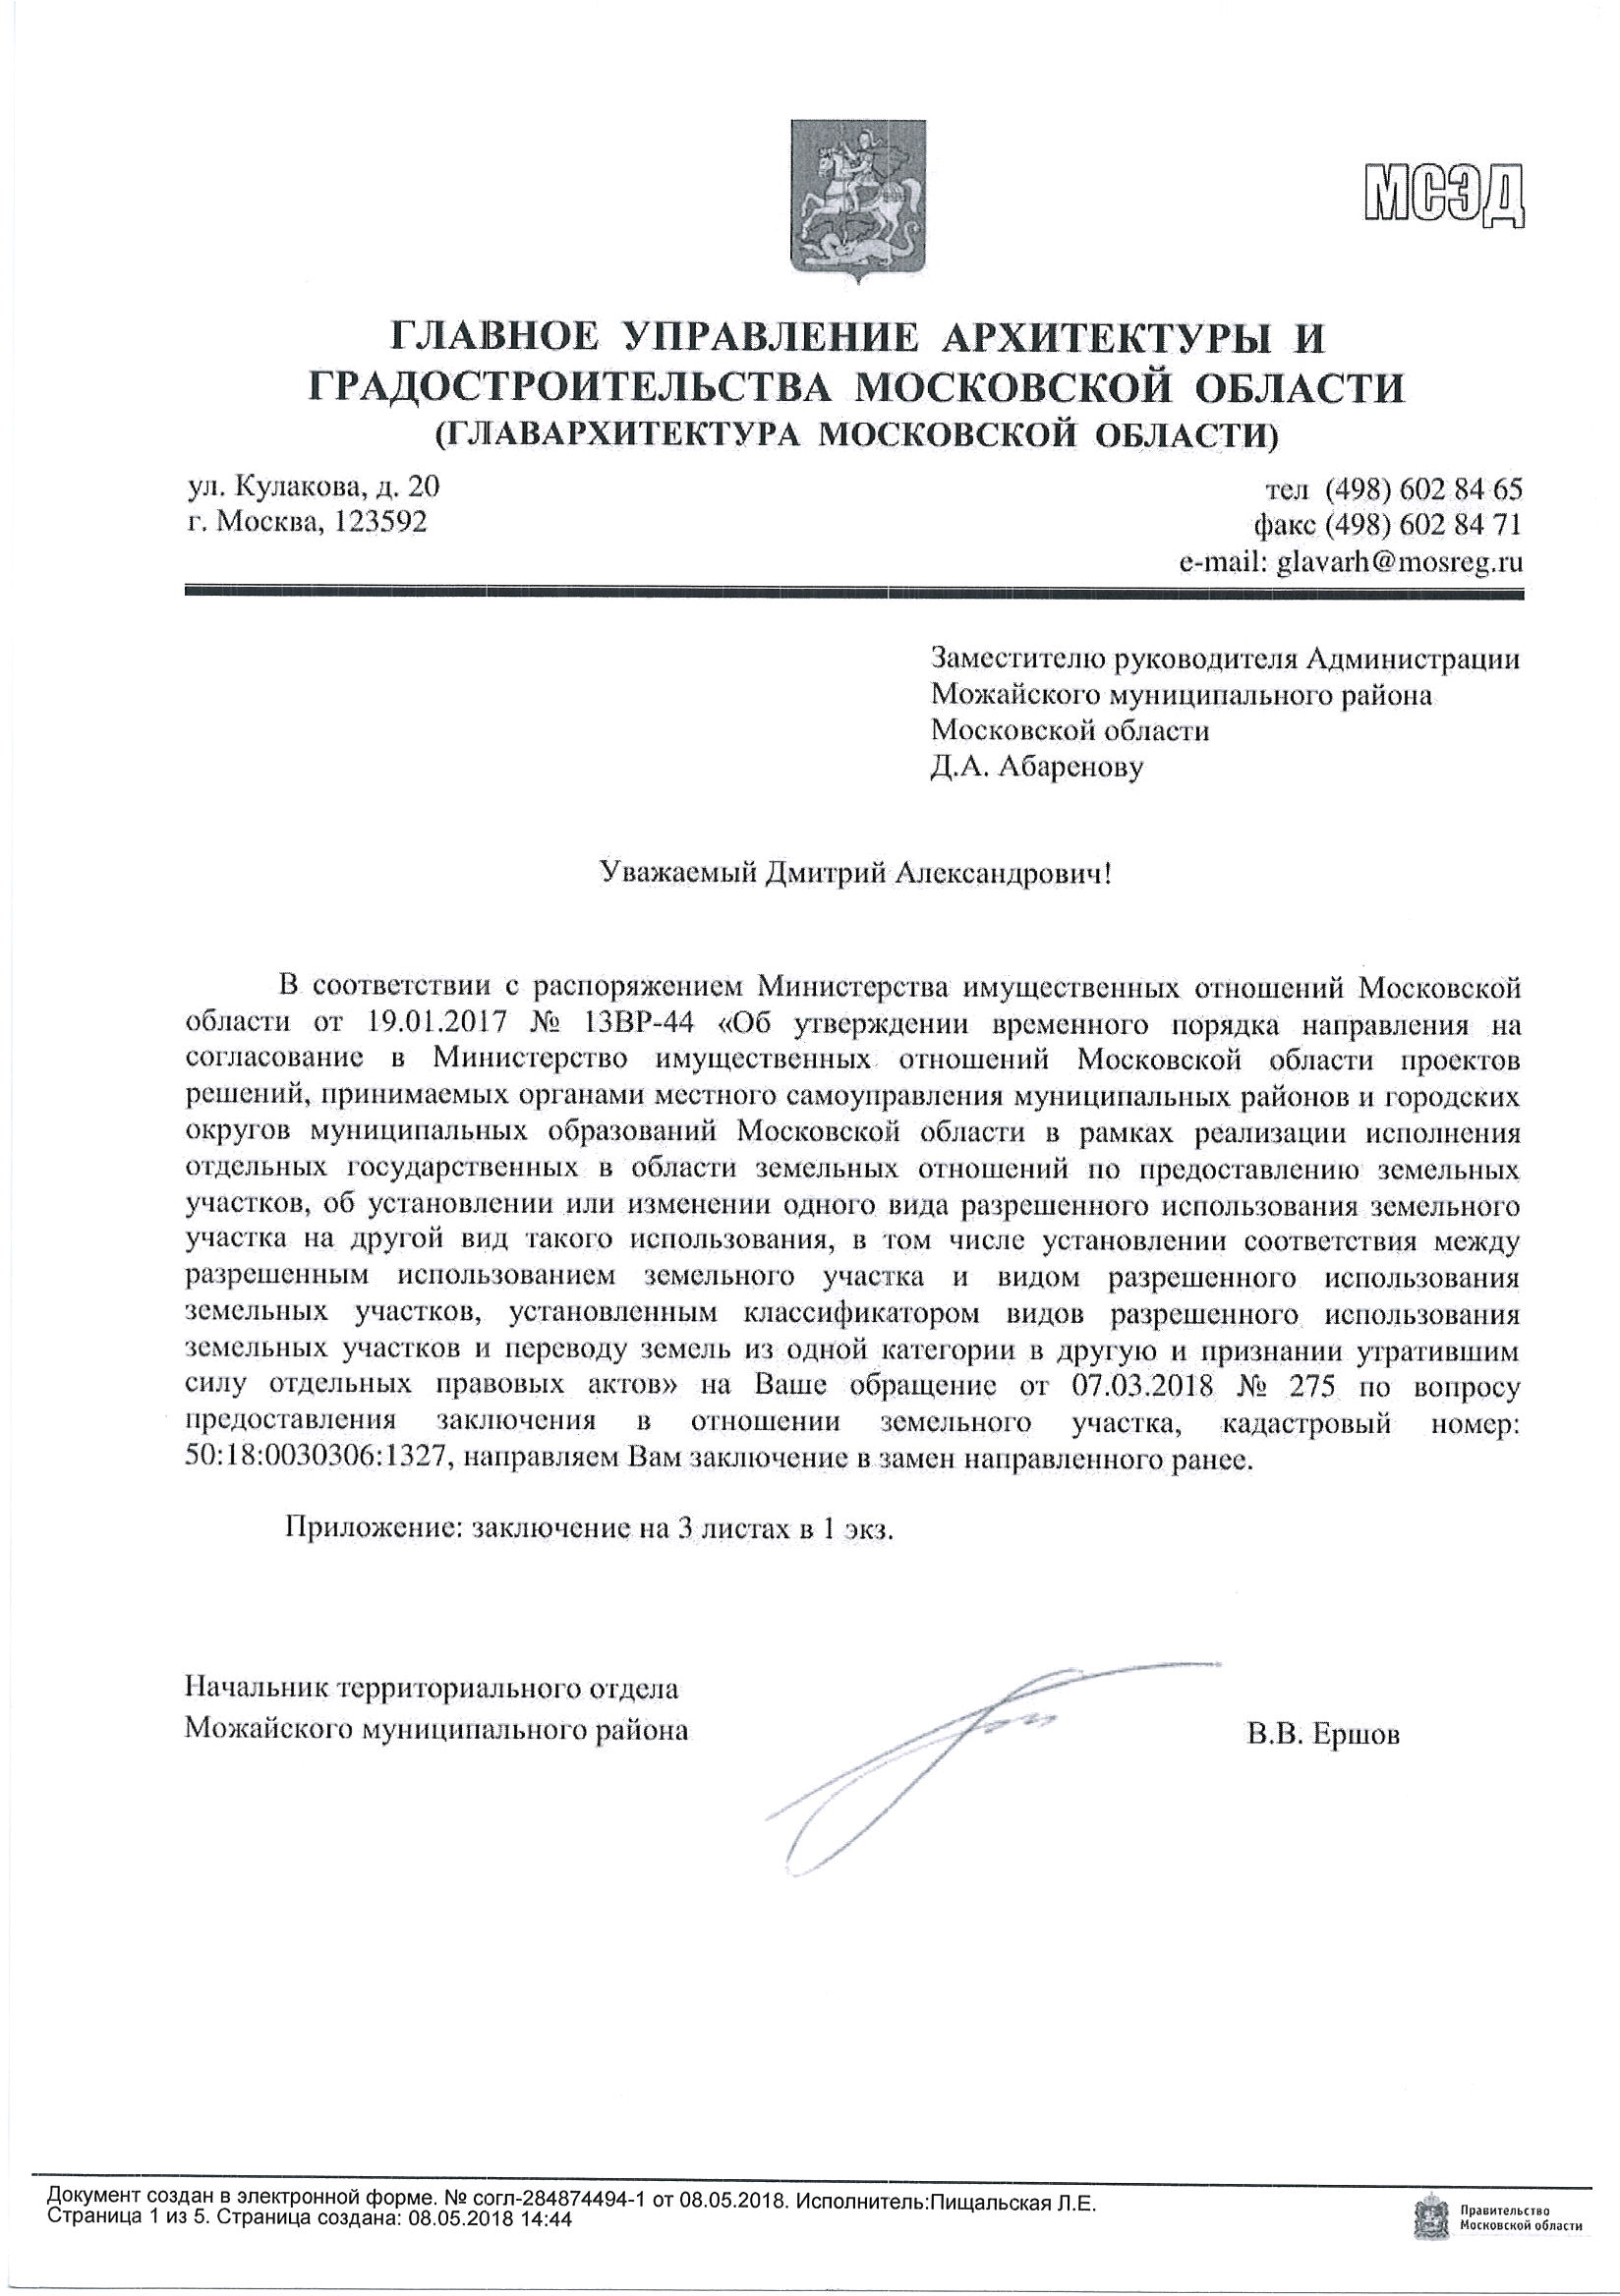 МСЭД
ГЛАВНОЕ УПРАВЛЕНИЕ АРХИТЕКТУРЫ И
ГРАДОСТРОИТЕЛЬСТВА МОСКОВСКОЙ ОБЛАСТИ
(ГЛАВАРХИТЕКТУРА МОСКОВСКОЙ ОБЛАСТИ)
ул. Кулакова, д. 20
г. Москва, 123592
тел (498) 602 84 65
факс (498) 602 84 71
e-mail: glavarh@mosreg.ru
Заместителю руководителя Администрации
Можайского муниципального района
Московской области
Д.А. Абаренову
Уважаемый Дмитрий Александрович!
В соответствии с распоряжением Министерства имущественных отношений Московской
области от 19.01.2017 № 13ВР-44 «Об утверждении временного порядка направления на
согласование в Министерство имущественных отношений Московской области проектов
решений, принимаемых органами местного самоуправления муниципальных районов и городских
округов муниципальных образований Московской области в рамках реализации исполнения
отдельных государственных в области земельных отношений по предоставлению земельных
участков, об установлении или изменении одного вида разрешенного использования земельного
участка на другой вид такого использования, в том числе установлении соответствия между
разрешенным использованием земельного участка и видом разрешенного использования
земельных участков, установленным классификатором видов разрешенного использования
земельных участков и переводу земель из одной категории в другую и признании утратившим
силу отдельных правовых актов» на Ваше обращение от 07.03.2018 № 275 по вопросу
предоставления заключения в отношении земельного участка, кадастровый номер:
50:18:0030306:1327, направляем Вам заключение в замен направленного ранее.
Приложение: заключение на 3 листах в 1 экз.
Начальник территориального отдела
Можайского муниципального района
В.В. Ершов
Документ создан в электронной форме. № согл-284874494-1 от 08.05.2018. Исполнитель:Пищальская Л.Е.
Страница 1 из 5. Страница создана: 08.05.2018 14:44
Правительство
Московской области